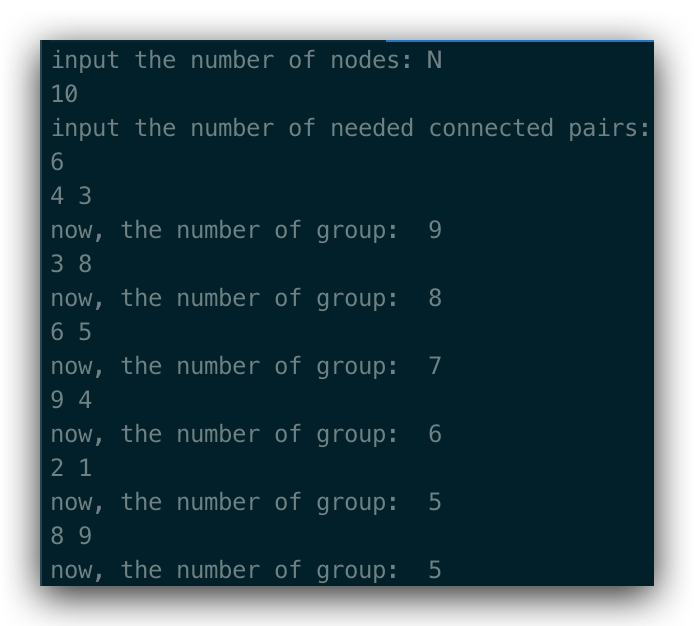 input the number of nodes: N
10
input the number of needed connected pairs:
6
4 3
now, the number of group:  9
3 8
now, the number of group:  8
6 5
now, the number of group:  7
9 4
now, the number of group:  6
2 1
now, the number of group:  5
8 9
now, the number of group:  5